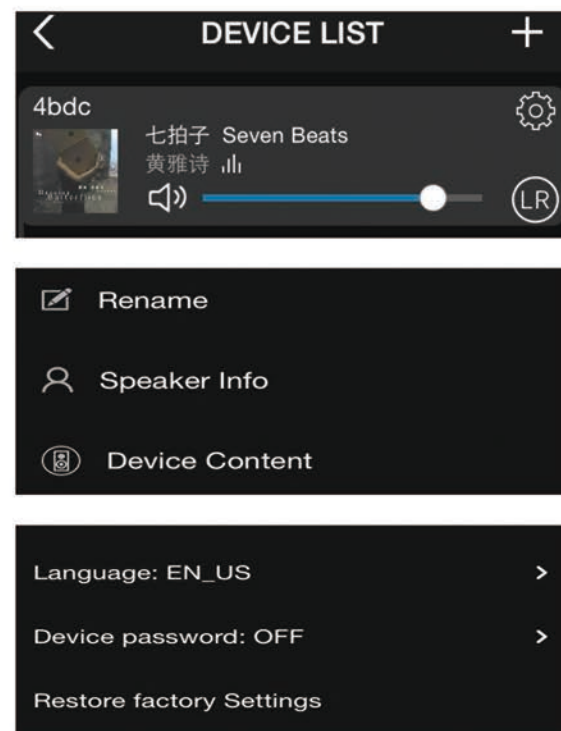 DEVICE LIST
4bdc
七拍子 Seven Beats
黄雅诗
LR
Rename
Speaker Info
Device Content
Language: EN_US
Device password: OFF
Restore factory Settings